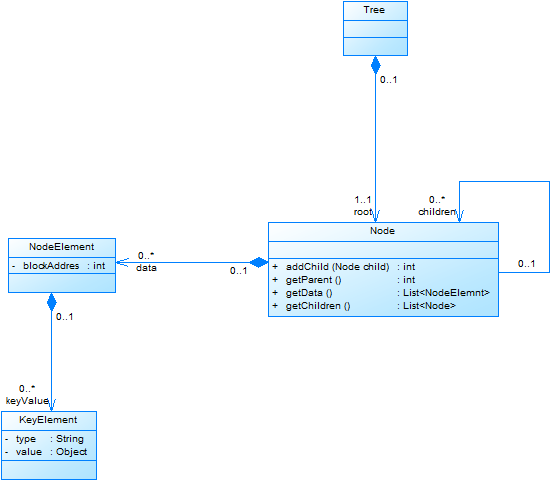 Tree
0..1
1..1
root
0..*
children
Node
+ addChild (Node child) : int
+ getParent () : int
+ getData () : List<NodeElemnt>
+ getChildren () : List<Node>
0..1
0..1
0..*
data
NodeElement
- blockAddres : int
0..1
0..*
keyValue
KeyElement
- type : String
- value : Object